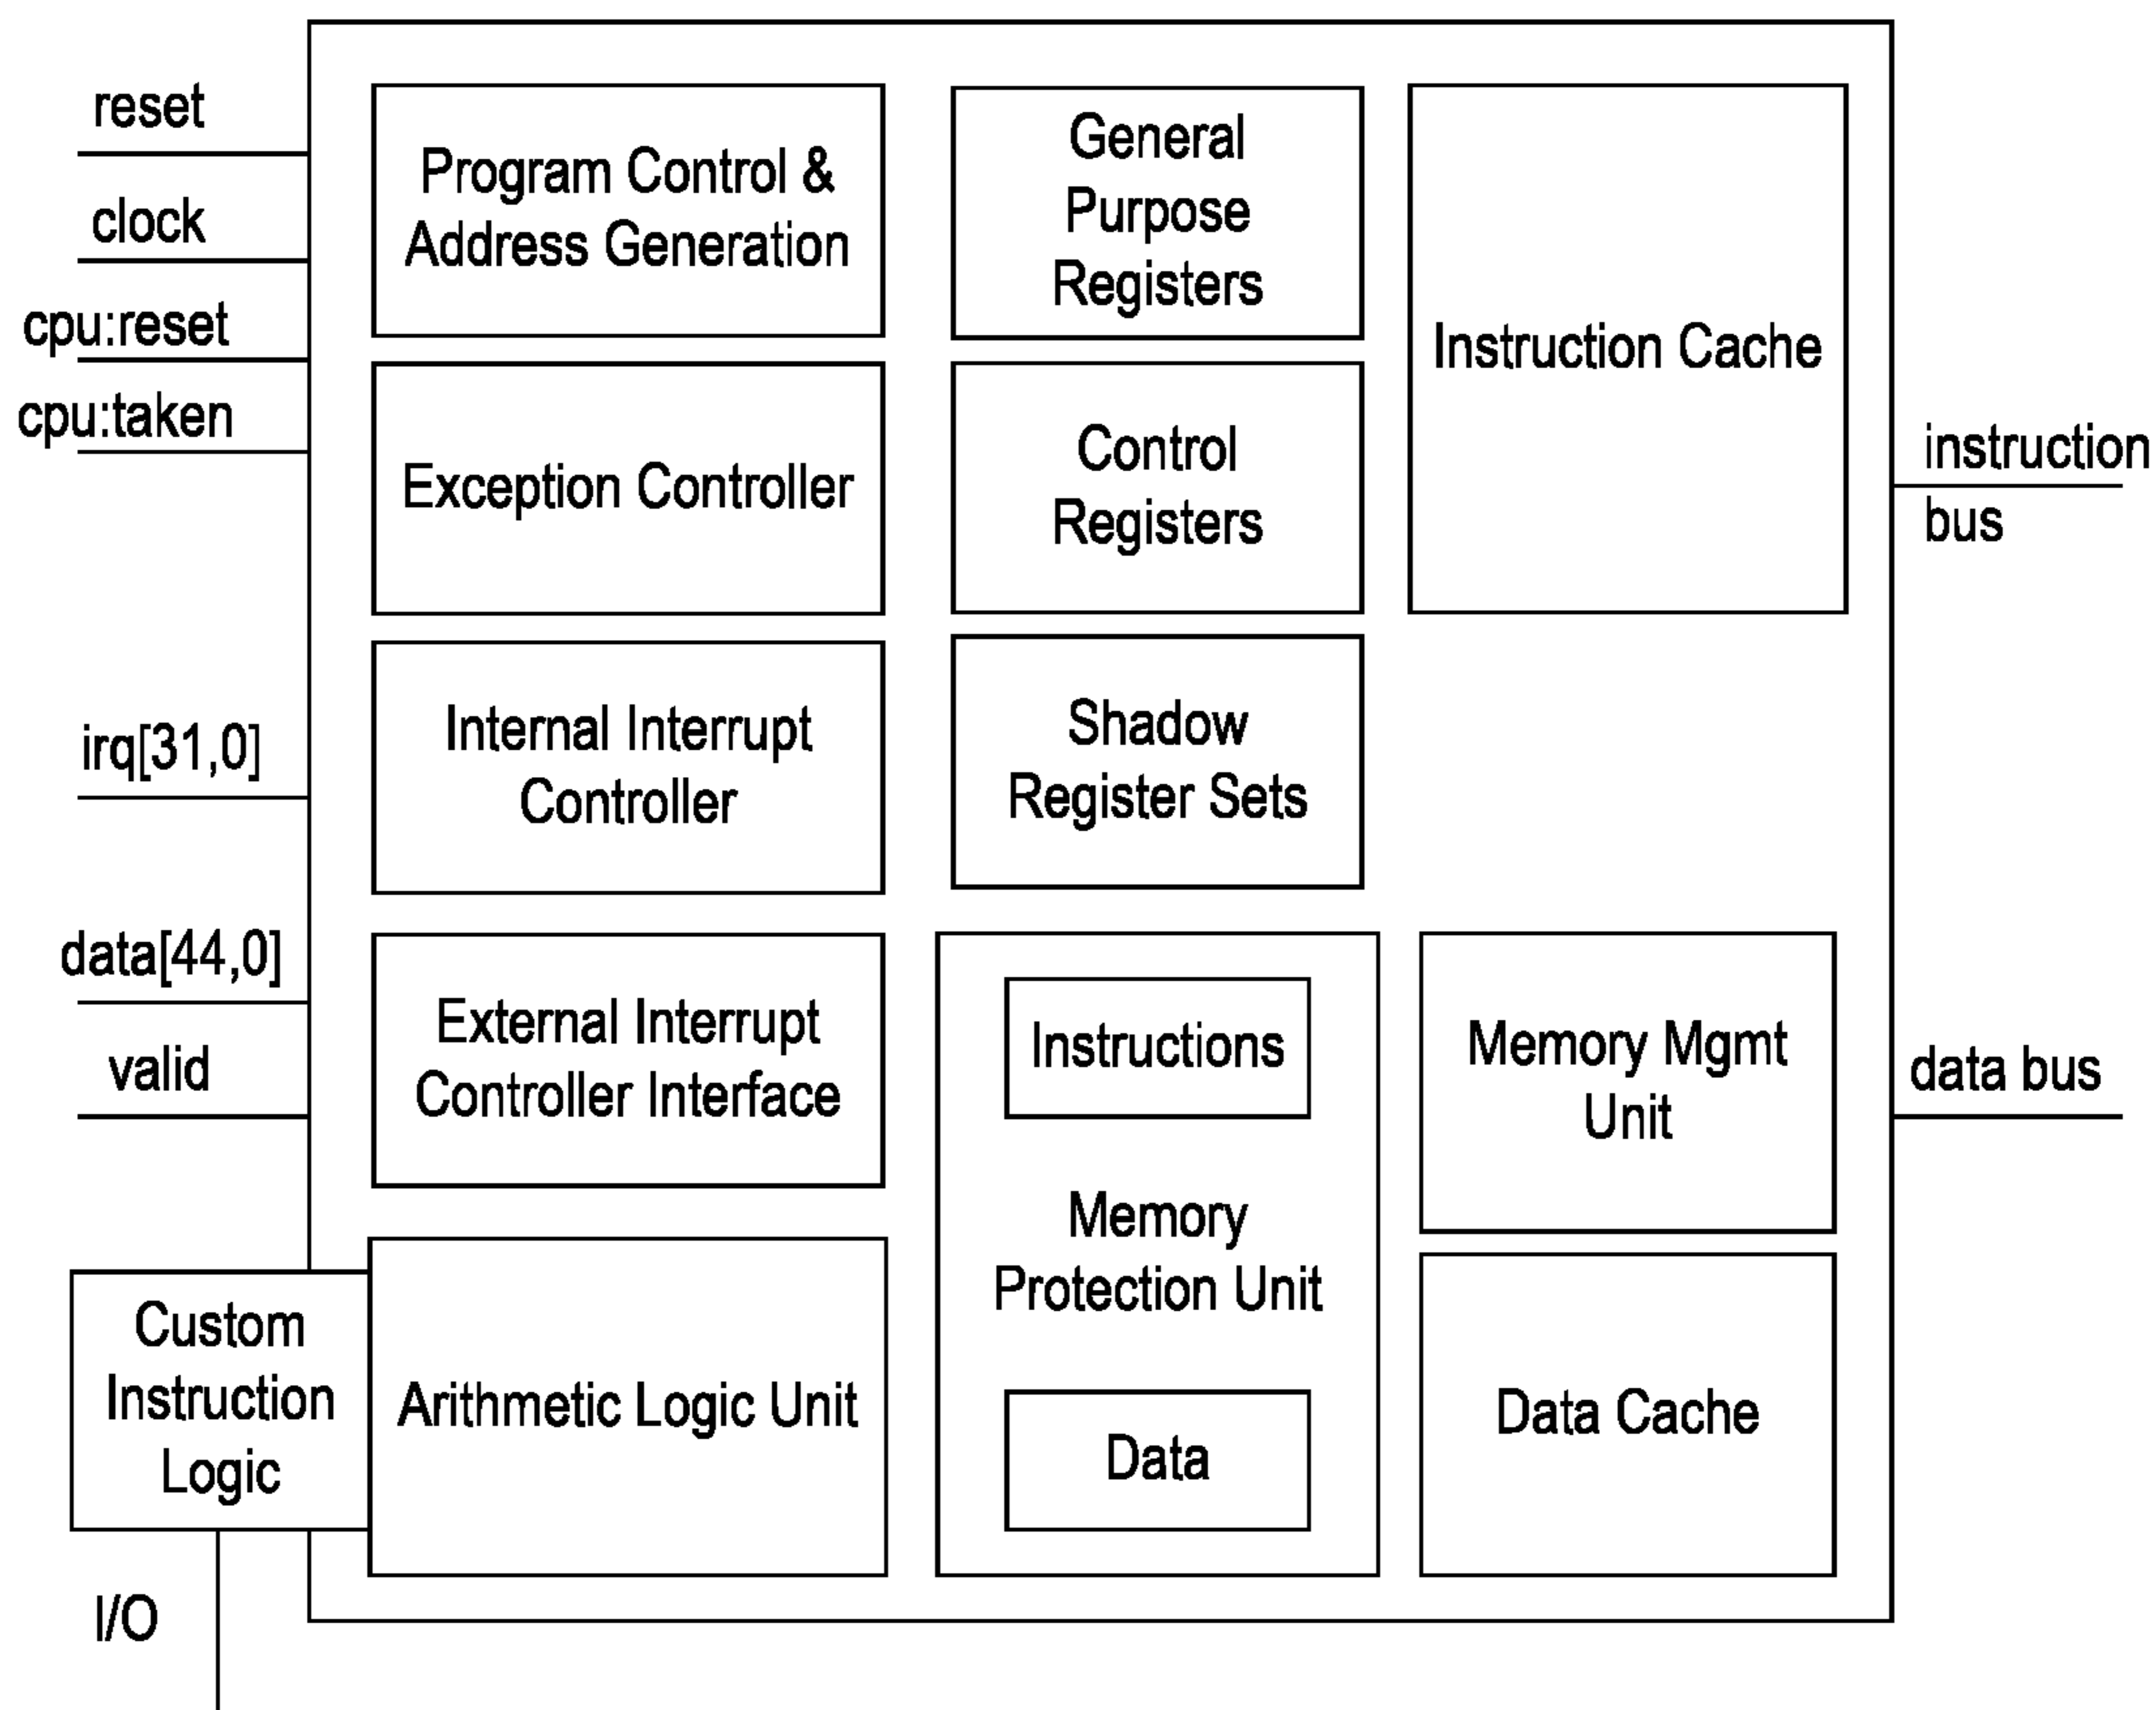 reset
clock
cpu:reset
cpu:taken
irq[31,0]
data[44,0]
valid
Custom
Instruction
Logic
I/O
Program Control &
Address Generation
Exception Controller
Internal Interrupt
Controller
External Interrupt
Controller Interface
Arithmetic Logic Unit
General
Purpose
Registers
Control
Registers
Shadow
Register Sets
Instructions
Memory
Protection Unit
Data
Instruction Cache
Memory Mgmt
Unit
Data Cache
instruction
bus
data bus